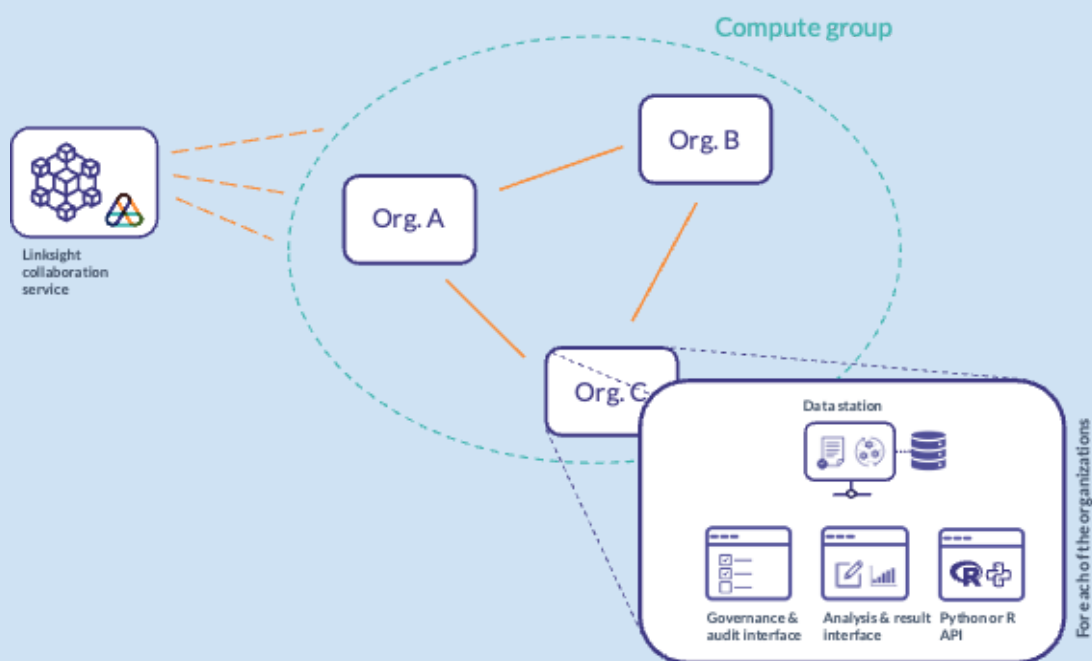 Compute group
Org. B
Org. A
Linksight
collaboration
service
Org. C
Data station
For each of the organizations
R
Governance &
audit interface
Analysis & result
interface
Python or R
API